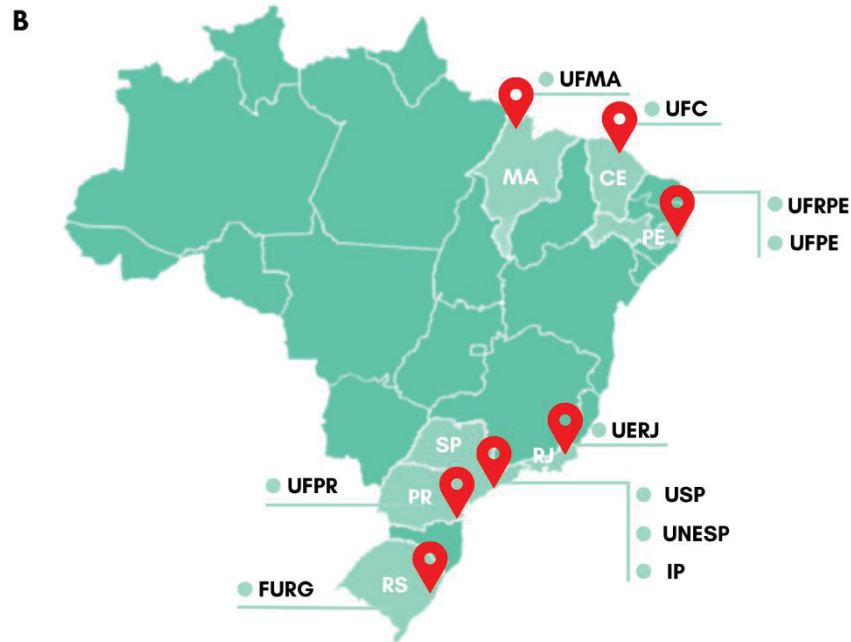 B
UFMA
UFC
MA
CE
UFRPE
PE
UFPE
UERJ
SP
RJ
UFPR
PR
USP
UNESP
IP
RS
FURG